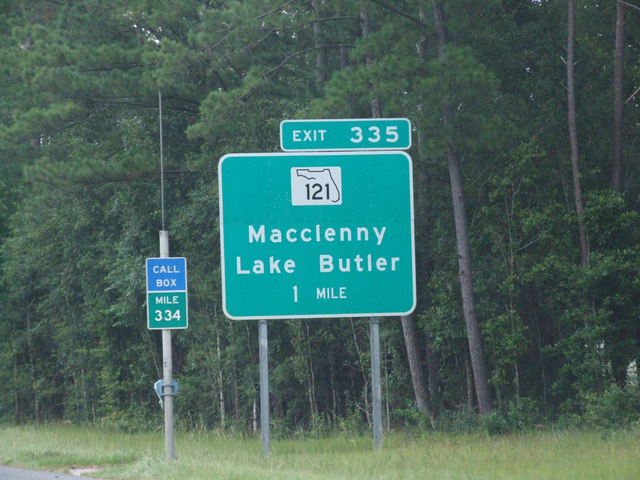 EXIT 335
121
Macclenny
Lake Butler
1 MILE
CALL
BOX
MILE
334